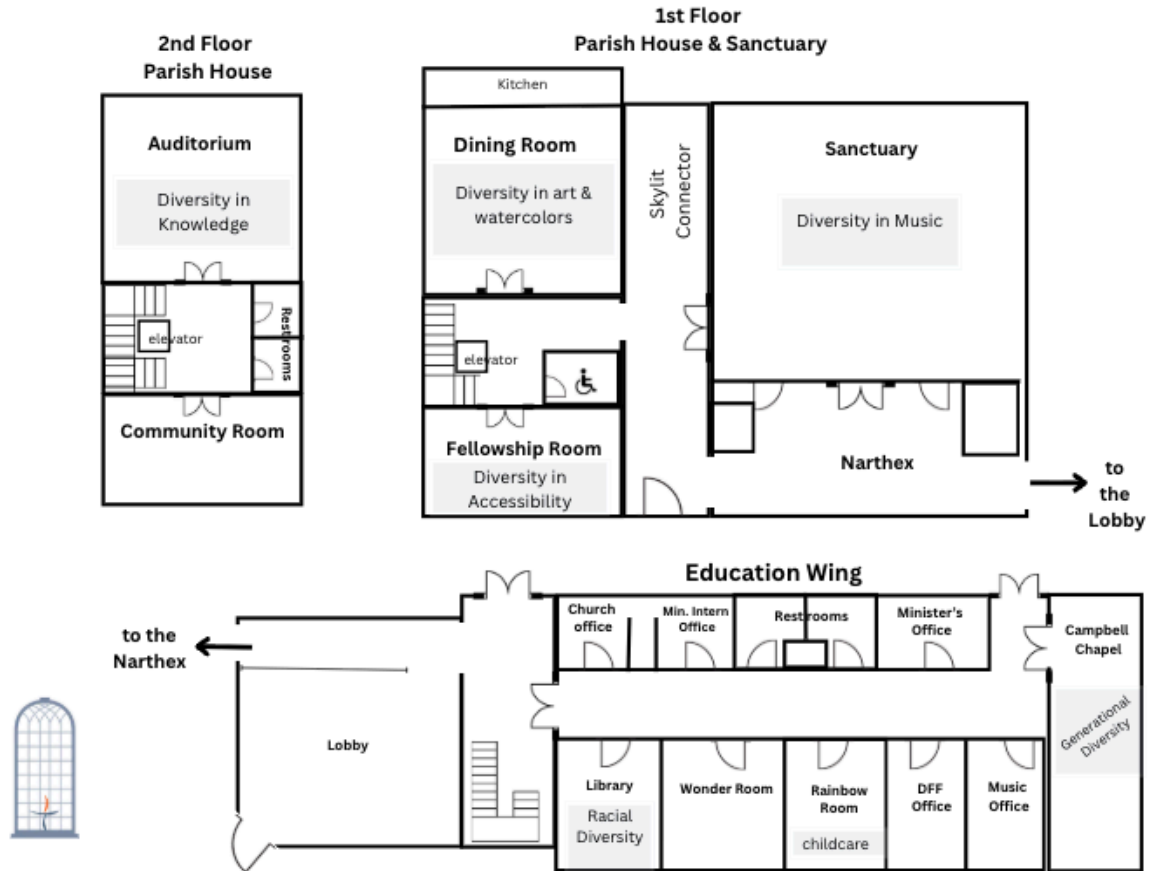 1st Floor
Parish House & Sanctuary
2nd Floor
Parish House
Kitchen
Auditorium
Diversity in
Knowledge
Dining Room
Diversity in art &
watercolors
Skylit
Connector
Sanctuary
Diversity in Music
elevator
Restrooms
elevator
Community Room
Fellowship Room
Diversity in
Accessibility
Narthex
to
the
Lobby
Education Wing
to the
Narthex
Church
office
Min. Intern
Office
Restrooms
Minister's
Office
Campbell
Chapel
Generational
Diversity
Lobby
Library
Racial
Diversity
Wonder Room
Rainbow
Room
childcare
DFF
Office
Music
Office